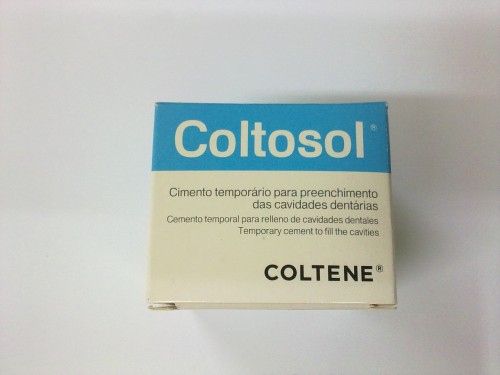 Coltosol®
Cimento temporário para preenchimento
das cavidades dentárias
Cemento temporal para relleno de cavidades dentales
Temporary cement to fill the cavities
COLTENE®